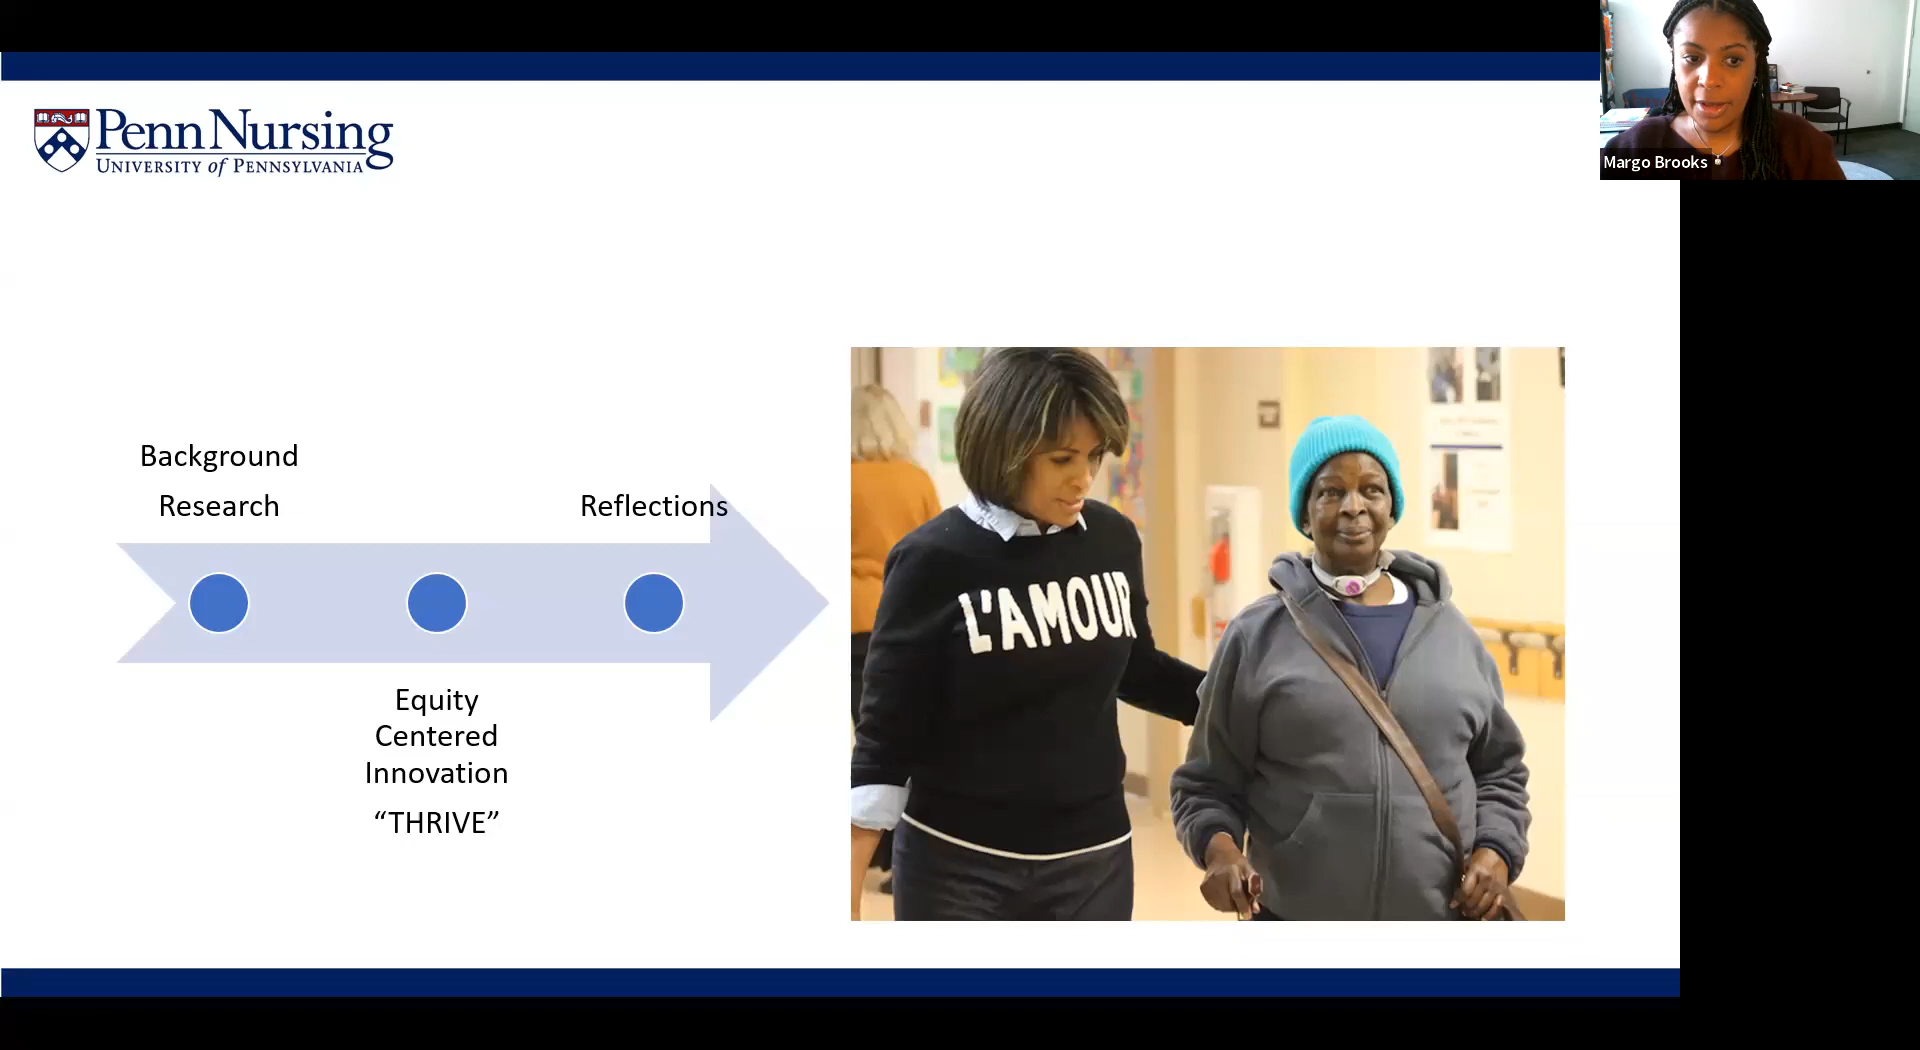 Penn Nursing
UNIVERSITY of PENNSYLVANIA
Margo Brooks
Background
Research
Reflections
Equity
Centered
Innovation
“THRIVE”
L'AMOUR